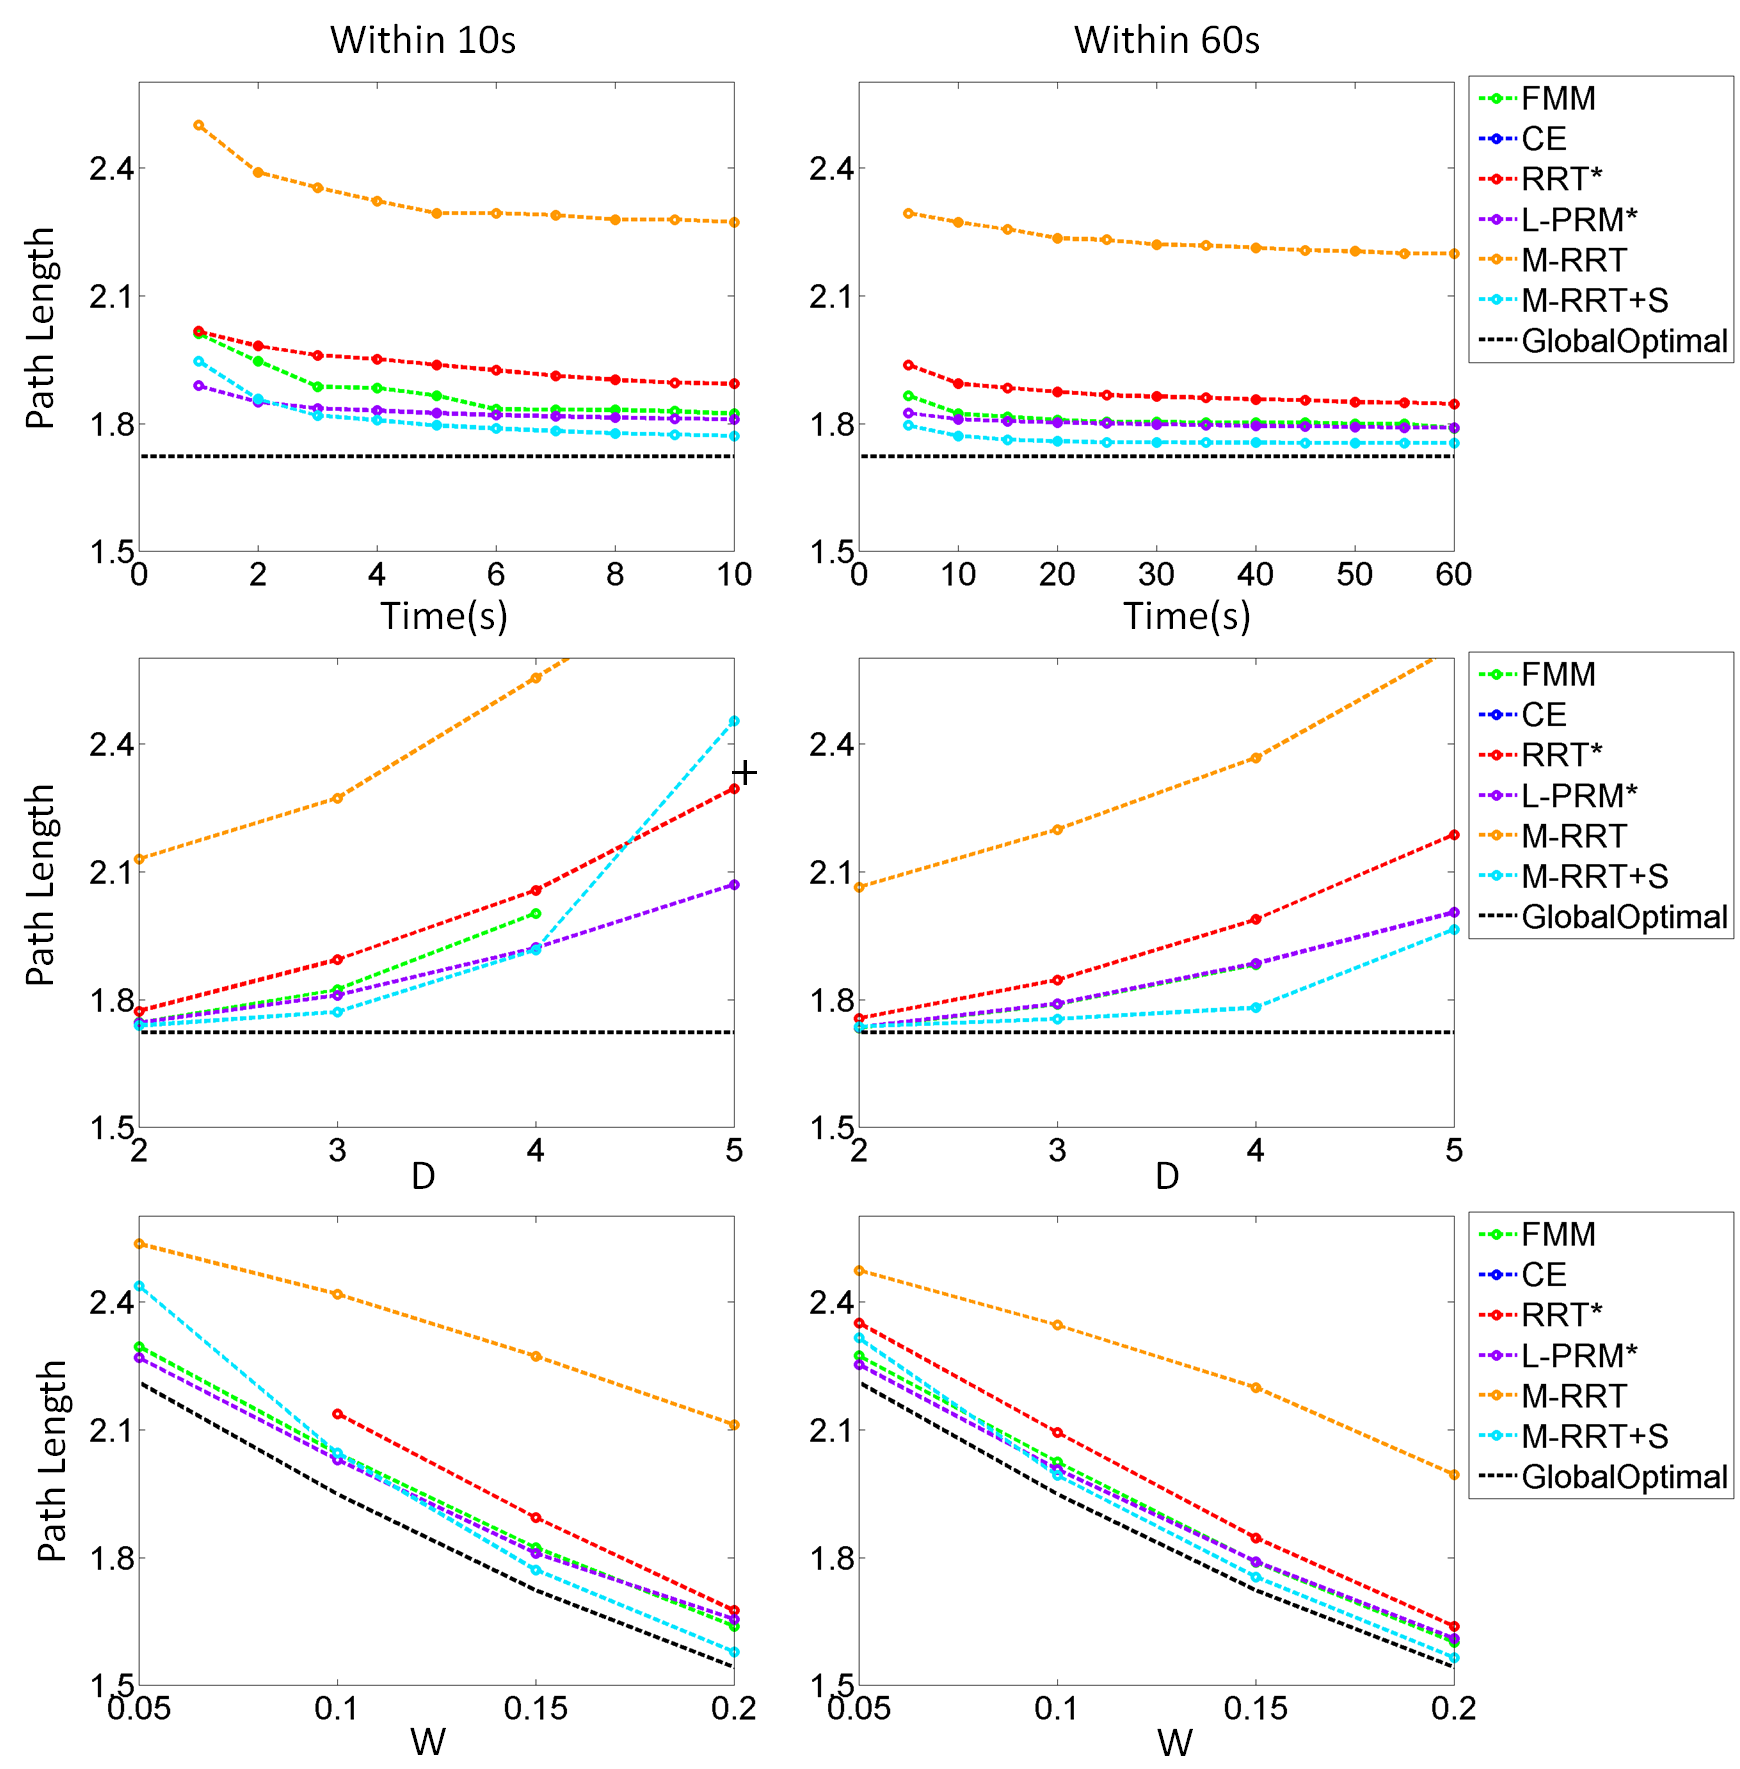 Within 10s
Within 60s
Path Length
2.4
2.1
1.8
1.5
0 2 4 6 8 10
Time(s)
2.4
2.1
1.8
1.5
0 10 20 30 40 50 60
Time(s)
FMM
CE
RRT*
L-PRM*
M-RRT
M-RRT+S
GlobalOptimal
Path Length
2.4
2.1
1.8
1.5
2 3 4 5
D
2.4
2.1
1.8
1.5
2 3 4 5
D
FMM
CE
RRT*
L-PRM*
M-RRT
M-RRT+S
GlobalOptimal
Path Length
2.4
2.1
1.8
1.5
0.05 0.1 0.15 0.2
W
2.4
2.1
1.8
1.5
0.05 0.1 0.15 0.2
W
FMM
CE
RRT*
L-PRM*
M-RRT
M-RRT+S
GlobalOptimal